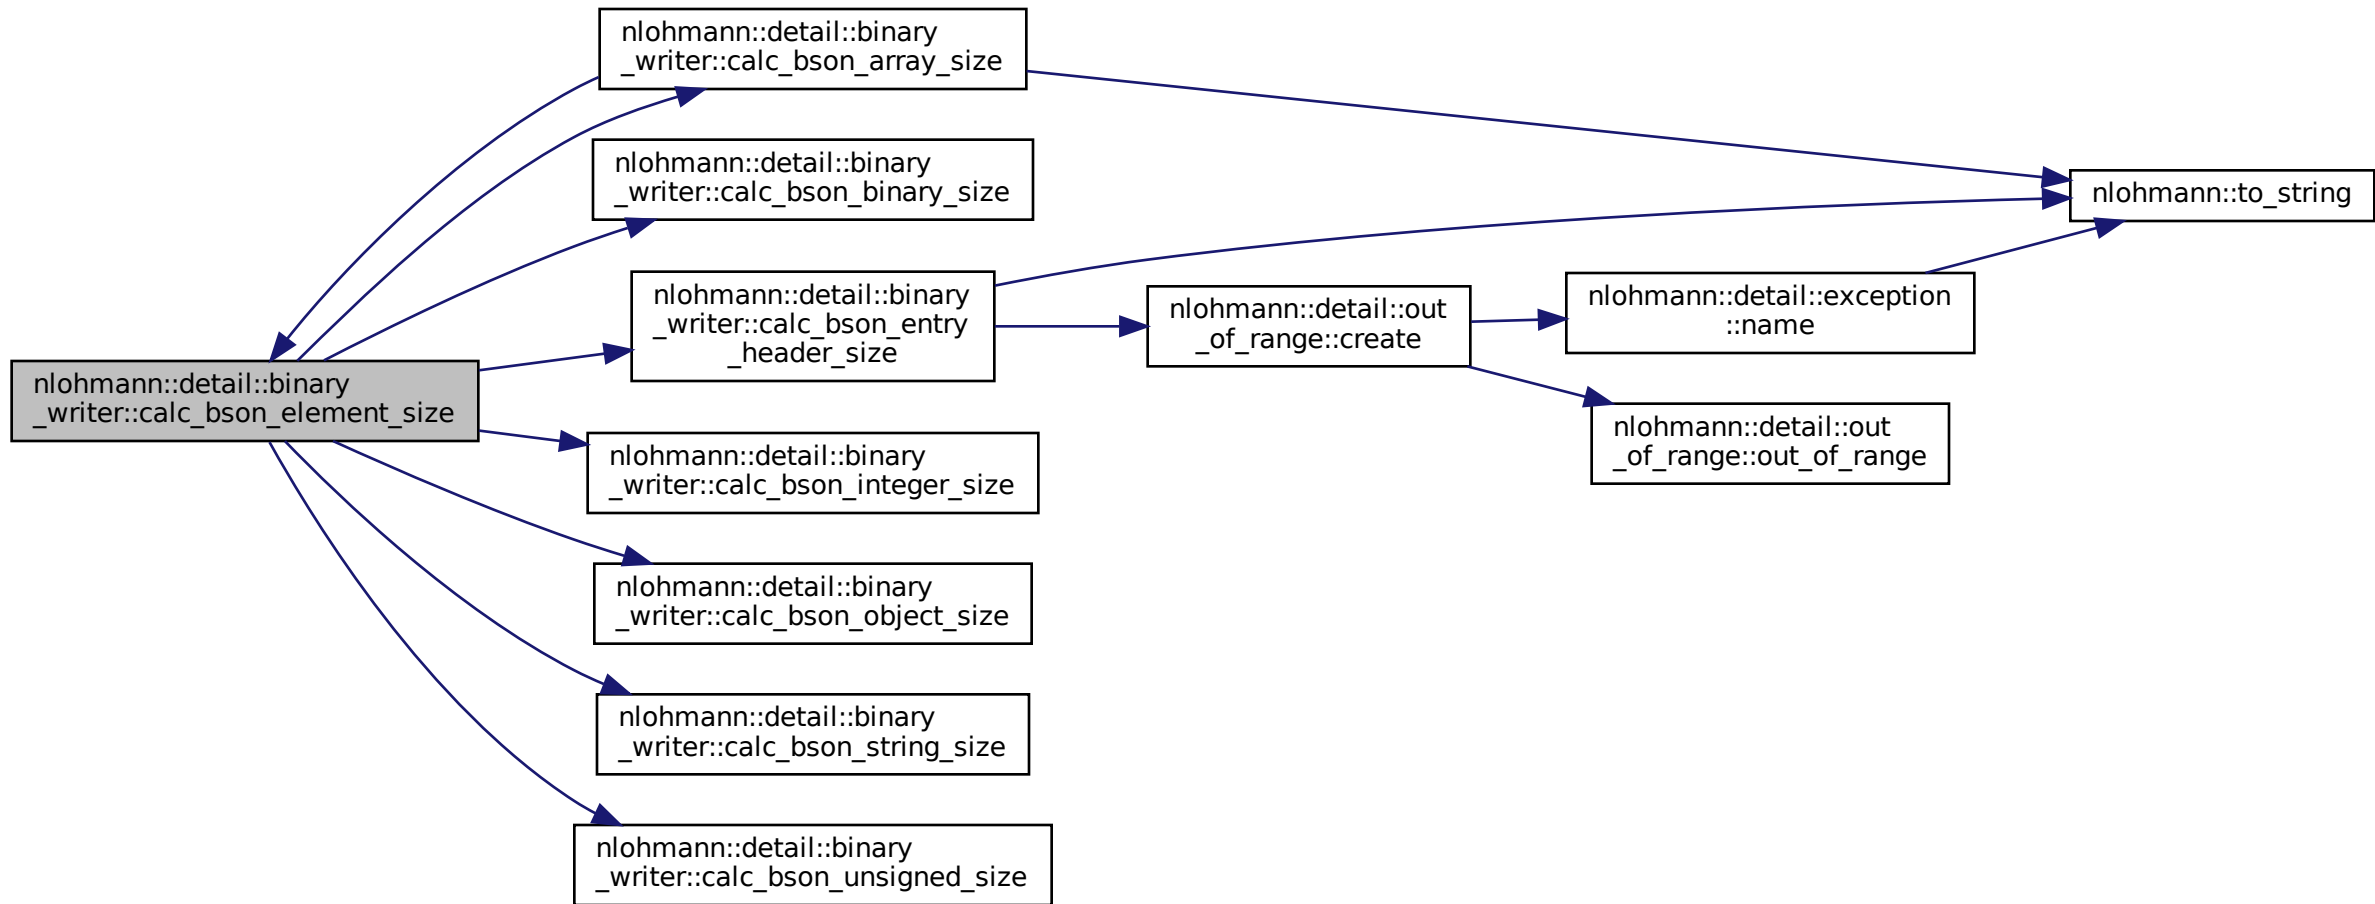 nlohmann::detail::binary
_writer::calc_bson_array_size
nlohmann::detail::binary
_writer::calc_bson_binary_size
nlohmann::to_string
nlohmann::detail::binary
_writer::calc_bson_entry
_header_size
nlohmann::detail::out
_of_range::create
nlohmann::detail::exception
::name
nlohmann::detail::binary
_writer::calc_bson_element_size
nlohmann::detail::out
_of_range::out_of_range
nlohmann::detail::binary
_writer::calc_bson_integer_size
nlohmann::detail::binary
_writer::calc_bson_object_size
nlohmann::detail::binary
_writer::calc_bson_string_size
nlohmann::detail::binary
_writer::calc_bson_unsigned_size